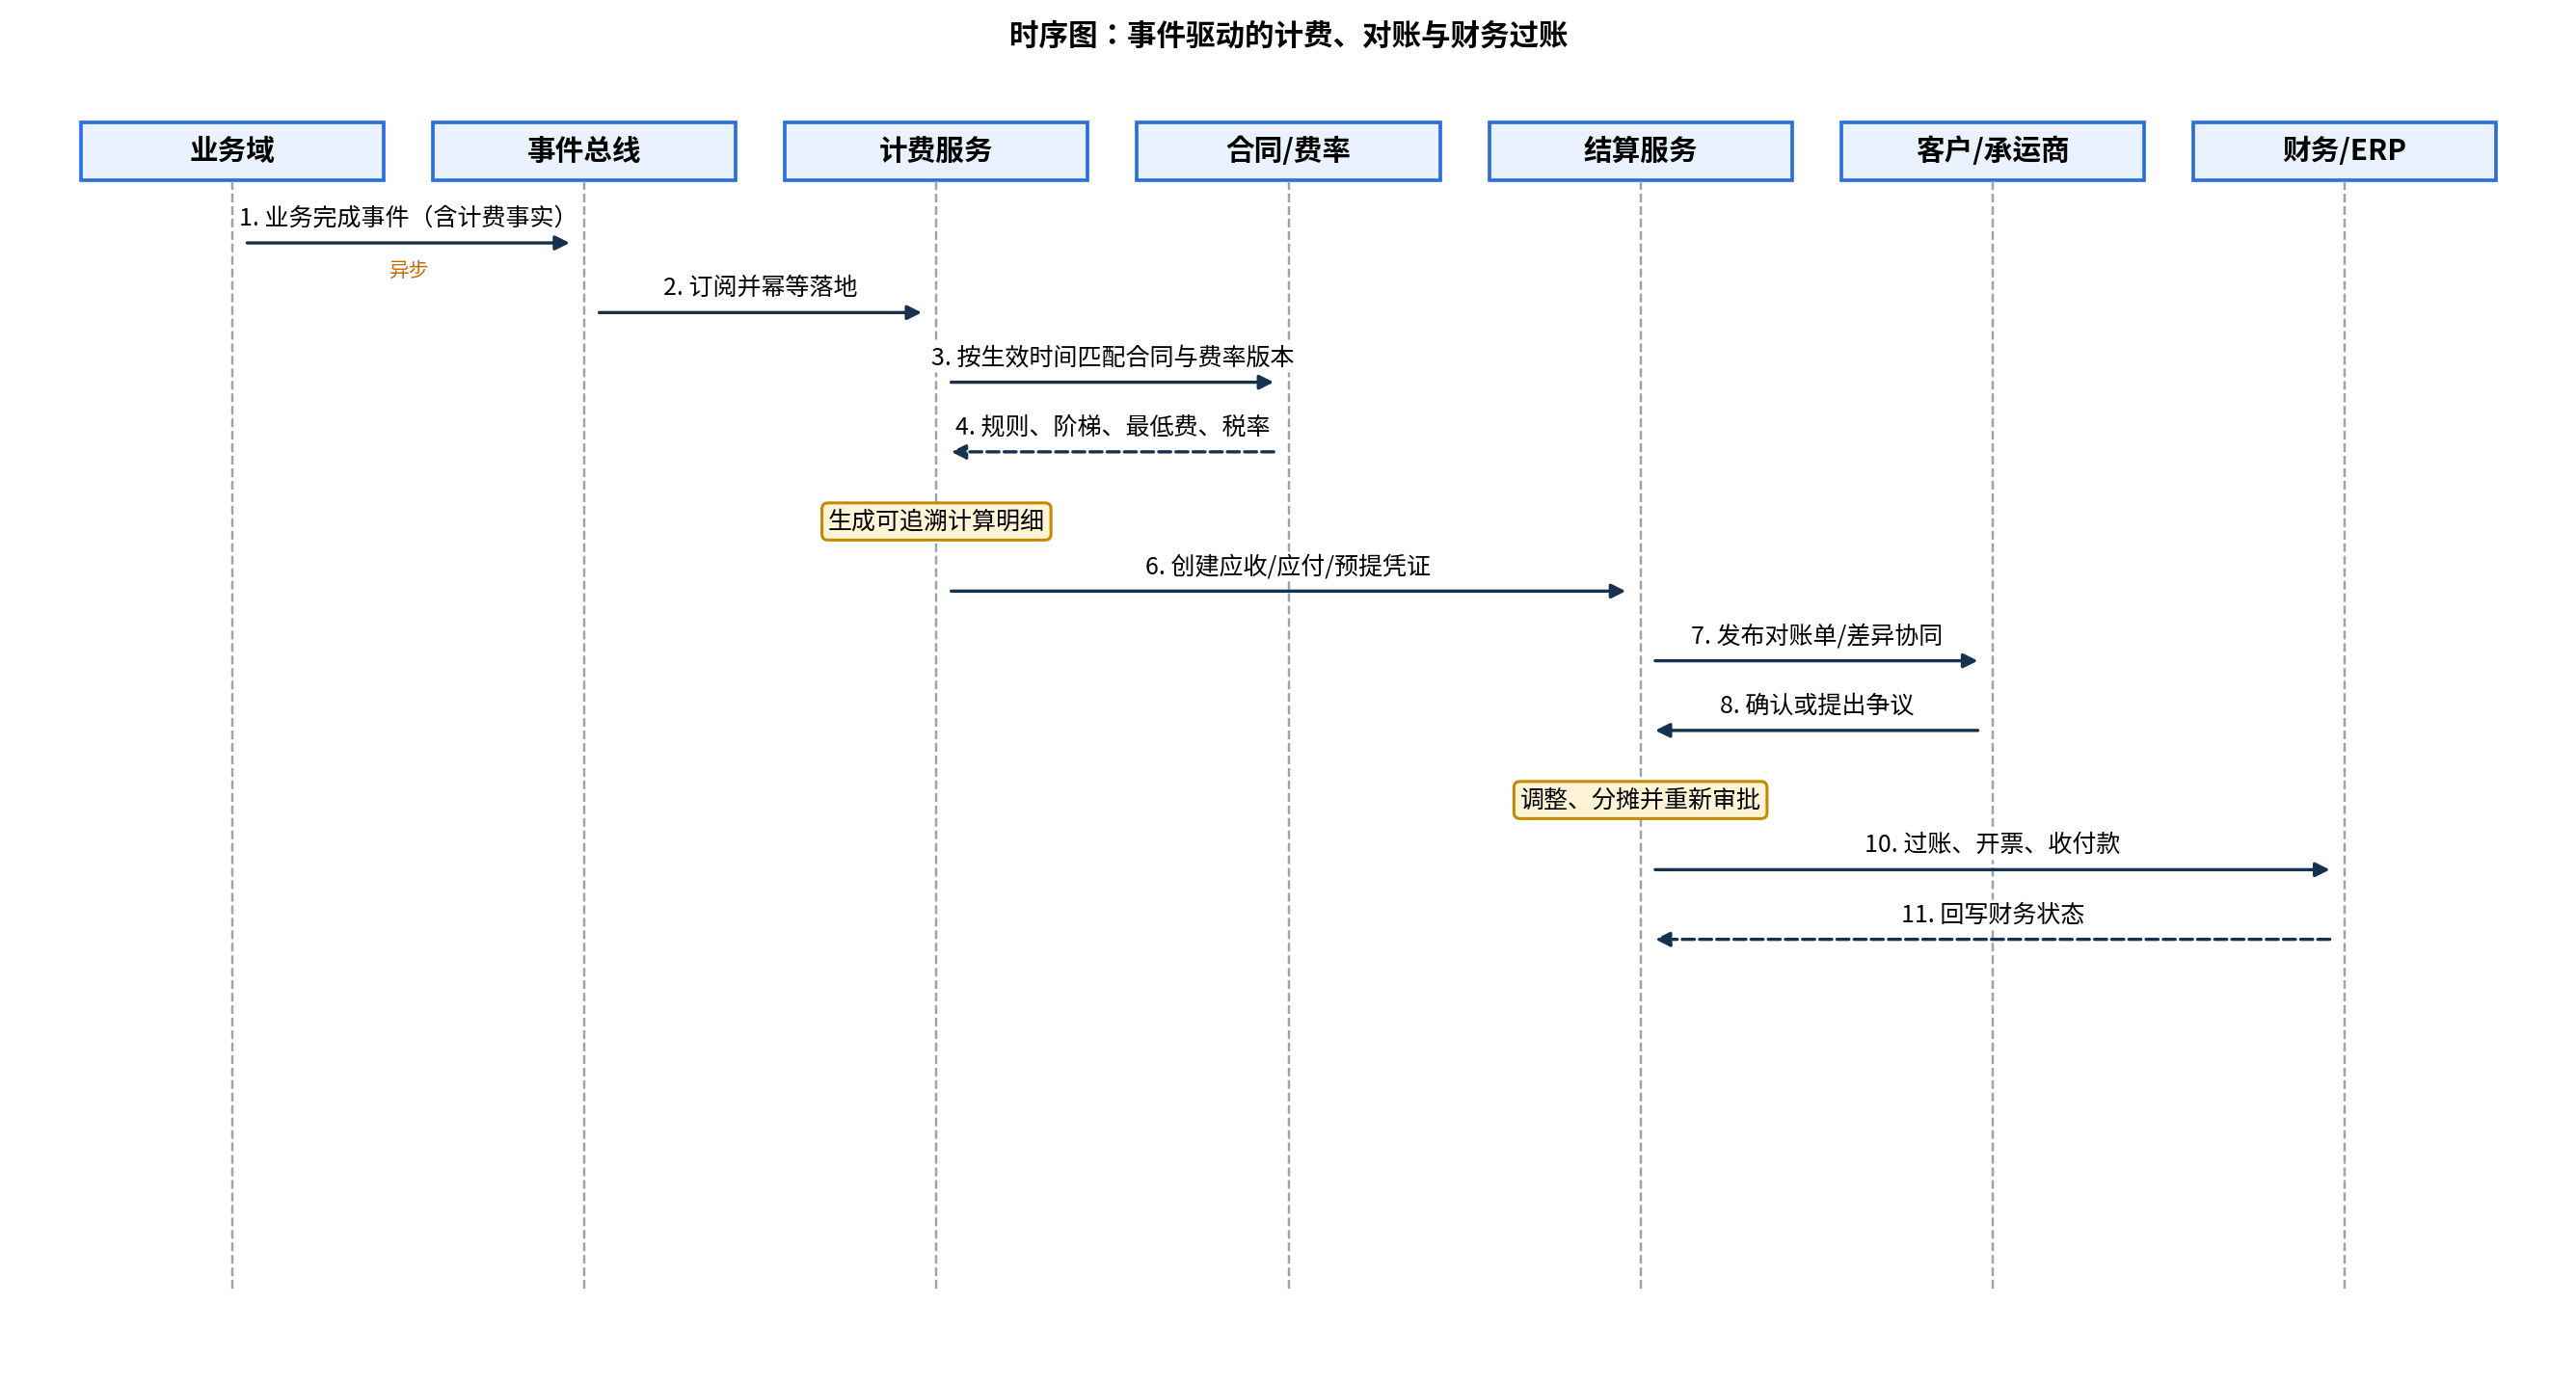 时序图：事件驱动的计费、对账与财务过账
业务域
事件总线
计费服务
合同/费率
结算服务
客户/承运商
财务/ERP
1. 业务完成事件（含计费事实）
异步
2. 订阅并幂等落地
3. 按生效时间匹配合同与费率版本
4. 规则、阶梯、最低费、税率
生成可追溯计算明细
6. 创建应收/应付/预提凭证
7. 发布对账单/差异协同
8. 确认或提出争议
调整、分摊并重新审批
10. 过账、开票、收付款
11. 回写财务状态